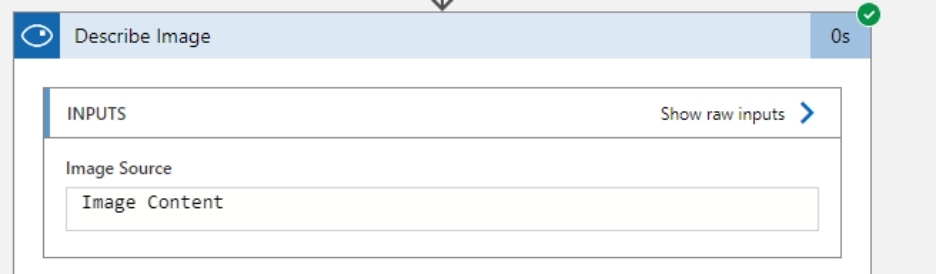 Describe Image
0s
INPUTS
Show raw inputs
Image Source
Image Content